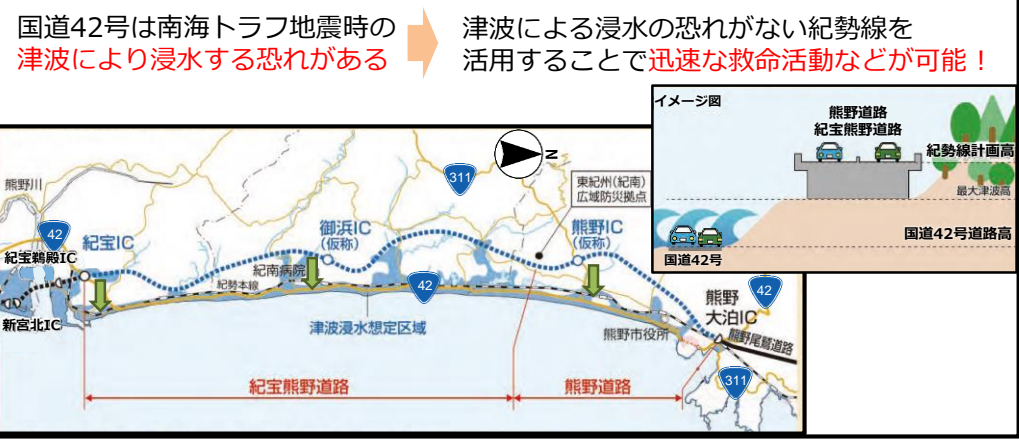 国道42号は南海トラフ地震時の
津波により浸水する恐れがある
津波による浸水の恐れがない紀勢線を
活用することで迅速な救命活動などが可能！
イメージ図
熊野道路
紀宝熊野道路
紀勢線計画高
最大津波高
国道42号道路高
国道42号
N
311
東紀州(紀南)
広域防災拠点
熊野川
42
紀宝IC
御浜IC
(仮称)
熊野IC
(仮称)
紀宝鵜殿IC
紀南病院
紀勢本線
42
42
新宮北IC
津波浸水想定区域
熊野
大泊IC
熊野市役所
熊野尾鷲道路
311
紀宝熊野道路
熊野道路